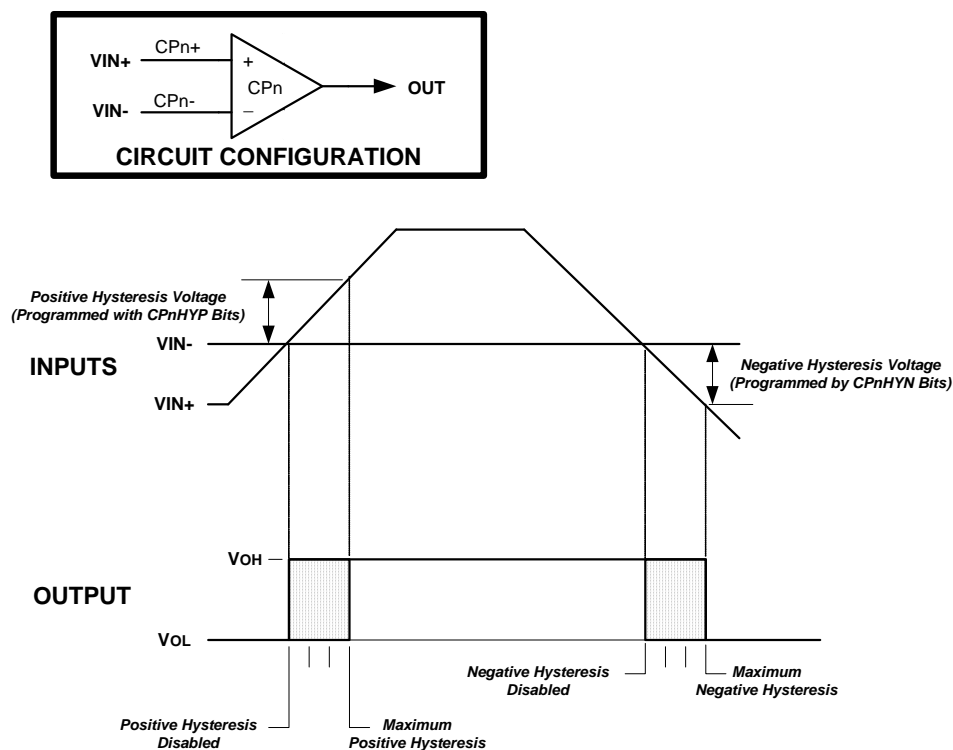 VIN+
CPn+
+
CPn
OUT
VIN-
CPn-
_
CIRCUIT CONFIGURATION
Positive Hysteresis Voltage
(Programmed with CPnHYP Bits)
VIN-
INPUTS
VIN+
Negative Hysteresis Voltage
(Programmed by CPnHYN Bits)
VOH
OUTPUT
VOL
Negative Hysteresis
Disabled
Maximum
Negative Hysteresis
Positive Hysteresis
Disabled
Maximum
Positive Hysteresis